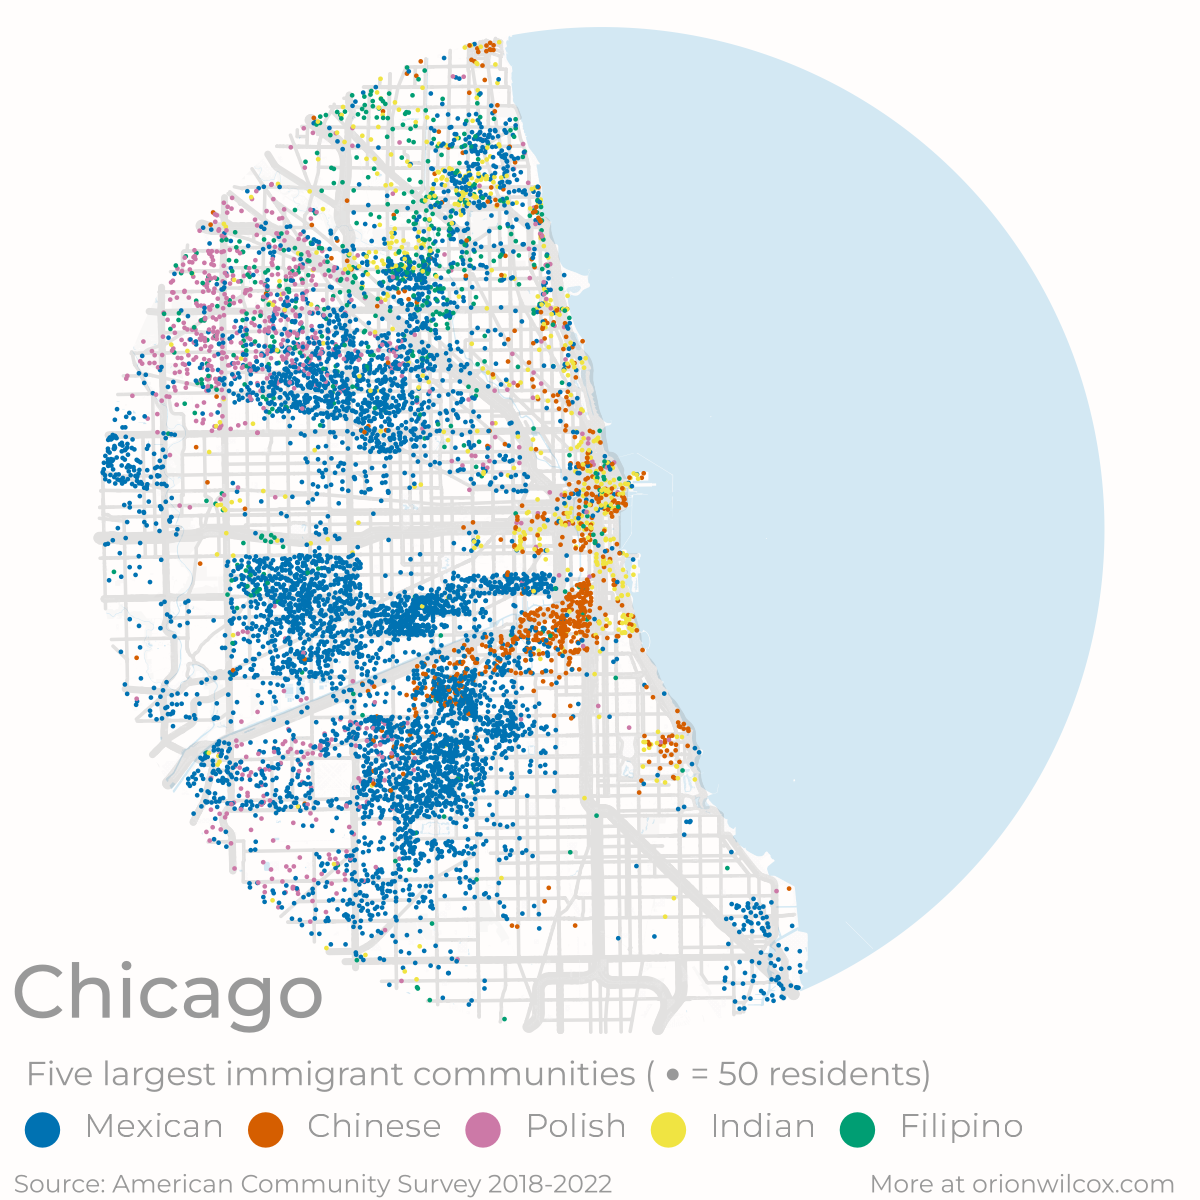 Chicago
Five largest immigrant communities ( • = 50 residents)
Mexican Chinese Polish Indian Filipino
Source: American Community Survey 2018-2022
More at orionwilcox.com